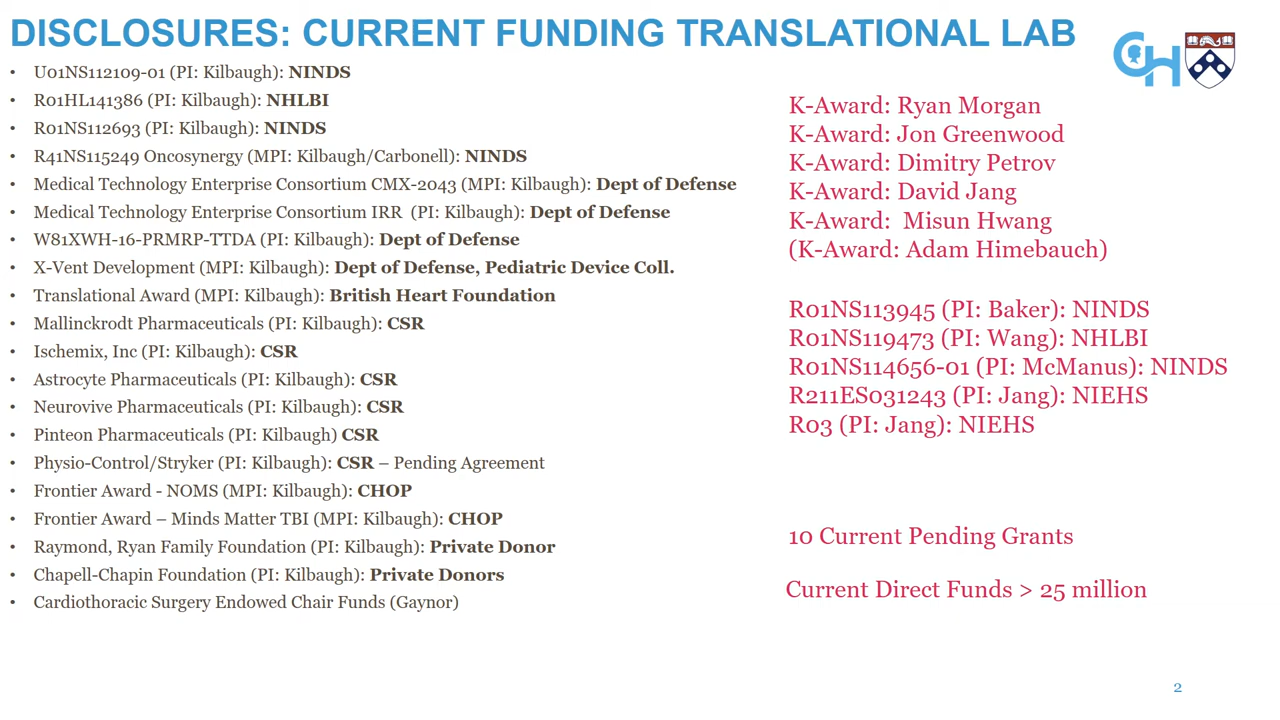 DISCLOSURES: CURRENT FUNDING TRANSLATIONAL LAB
• U01NS112109-01 (PI: Kilbaugh): NINDS
• R01HL141386 (PI: Kilbaugh): NHLBI
• R01NS112693 (PI: Kilbaugh): NINDS
• R41NS115249 Oncosynergy (MPI: Kilbaugh/Carbonell): NINDS
• Medical Technology Enterprise Consortium CMX-2043 (MPI: Kilbaugh): Dept of Defense
• Medical Technology Enterprise Consortium IRR (PI: Kilbaugh): Dept of Defense
• W81XWH-16-PRMRP-TTDA (PI: Kilbaugh): Dept of Defense
• X-Vent Development (MPI: Kilbaugh): Dept of Defense, Pediatric Device Coll.
• Translational Award (MPI: Kilbaugh): British Heart Foundation
• Mallinckrodt Pharmaceuticals (PI: Kilbaugh): CSR
• Ischemix, Inc (PI: Kilbaugh): CSR
• Astrocyte Pharmaceuticals (PI: Kilbaugh): CSR
• Neurovive Pharmaceuticals (PI: Kilbaugh): CSR
• Pinteon Pharmaceuticals (PI: Kilbaugh) CSR
• Physio-Control/Stryker (PI: Kilbaugh): CSR – Pending Agreement
• Frontier Award - NOMS (MPI: Kilbaugh): CHOP
• Frontier Award – Minds Matter TBI (MPI: Kilbaugh): CHOP
• Raymond, Ryan Family Foundation (PI: Kilbaugh): Private Donor
• Chapell-Chapin Foundation (PI: Kilbaugh): Private Donors
• Cardiothoracic Surgery Endowed Chair Funds (Gaynor)
K-Award: Ryan Morgan
K-Award: Jon Greenwood
K-Award: Dimitry Petrov
K-Award: David Jang
K-Award: Misun Hwang
(K-Award: Adam Himebauch)
R01NS113945 (PI: Baker): NINDS
R01NS119473 (PI: Wang): NHLBI
R01NS114656-01 (PI: McManus): NINDS
R211ES031243 (PI: Jang): NIEHS
R03 (PI: Jang): NIEHS
10 Current Pending Grants
Current Direct Funds > 25 million
2